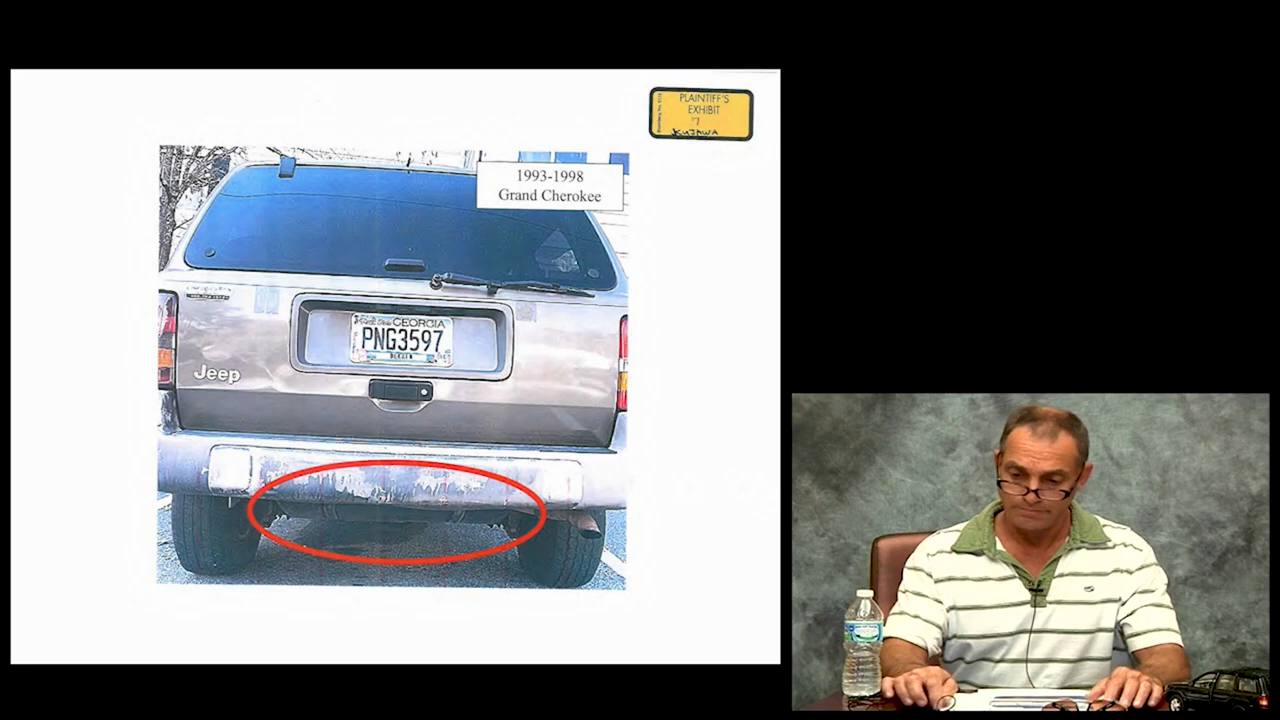 PLAINTIFF'S
EXHIBIT
7
KUJAWA
1993-1998
Grand Cherokee
GEORGIA
PNG3597
Jeep